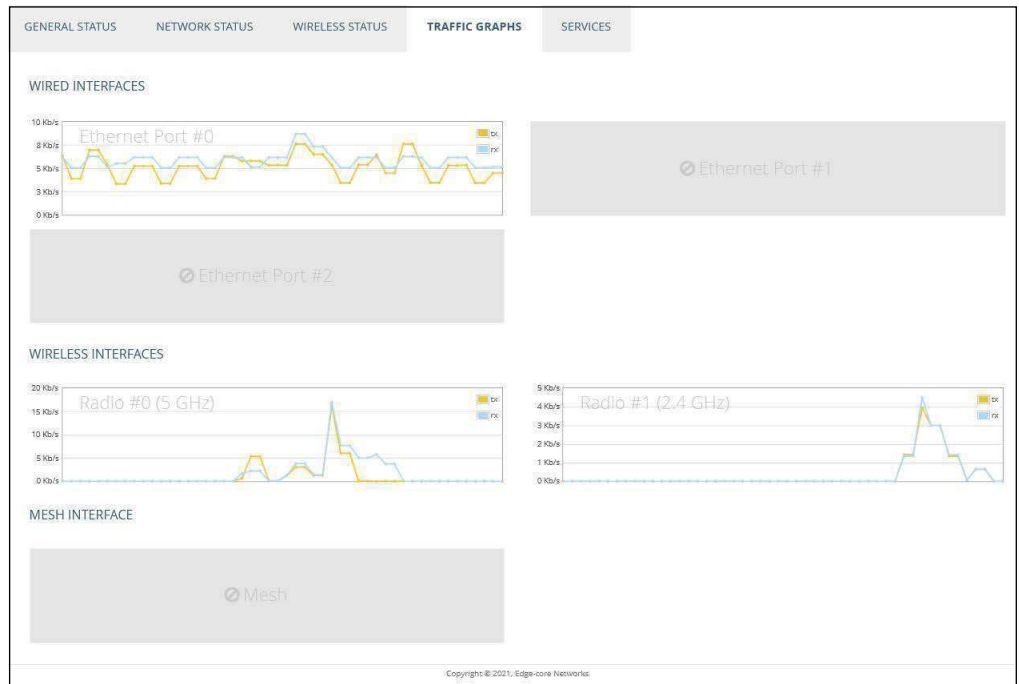 GENERAL STATUS NETWORK STATUS WIRELESS STATUS TRAFFIC GRAPHS SERVICES
WIRED INTERFACES
10 Kb/s
8 Kb/s
5 Kb/s
3 Kb/s
0 Kb/s
Ethernet Port #0
tx
rx
Ethernet Port #1
Ethernet Port #2
WIRELESS INTERFACES
20 Kb/s
15 Kb/s
10 Kb/s
5 Kb/s
0 Kb/s
Radio #0 (5 GHz)
tx
rx
5 Kb/s
4 Kb/s
3 Kb/s
2 Kb/s
1 Kb/s
0 Kb/s
Radio #1 (2.4 GHz)
tx
rx
MESH INTERFACE
Mesh
Copyright © 2021, Edge-core Networks